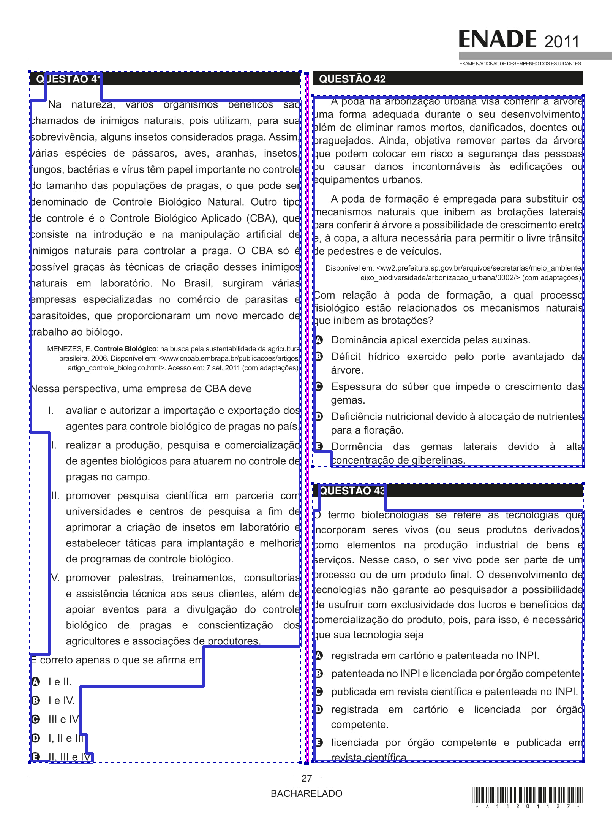 ENADE 2011
EXAME NACIONAL DE DESEMPENHO DOS ESTUDANTES
QUESTÃO 41
Na natureza, vários organismos benéficos são
chamados de inimigos naturais, pois utilizam, para sua
sobrevivência, alguns insetos considerados praga. Assim,
várias espécies de pássaros, aves, aranhas, insetos,
fungos, bactérias e vírus têm papel importante no controle
do tamanho das populações de pragas, o que pode ser
denominado de Controle Biológico Natural. Outro tipo
de controle é o Controle Biológico Aplicado (CBA), que
consiste na introdução e na manipulação artificial de
inimigos naturais para controlar a praga. O CBA só é
possível graças às técnicas de criação desses inimigos
naturais em laboratório. No Brasil, surgiram várias
empresas especializadas no comércio de parasitas e
parasitoides, que proporcionaram um novo mercado de
trabalho ao biólogo.
MENEZES, E. Controle Biológico: na busca pela sustentabilidade da agricultura
brasileira, 2006. Disponível em: <www.cnpab.embrapa.br/publicacoes/artigos/
artigo_controle_biologico.html>. Acesso em: 7 set. 2011 (com adaptações).
Nessa perspectiva, uma empresa de CBA deve
I. avaliar e autorizar a importação e exportação dos
agentes para controle biológico de pragas no país.
II. realizar a produção, pesquisa e comercialização
de agentes biológicos para atuarem no controle de
pragas no campo.
III. promover pesquisa científica em parceria com
universidades e centros de pesquisa a fim de
aprimorar a criação de insetos em laboratório e
estabelecer táticas para implantação e melhoria
de programas de controle biológico.
IV. promover palestras, treinamentos, consultorias
e assistência técnica aos seus clientes, além de
apoiar eventos para a divulgação do controle
biológico de pragas e conscientização dos
agricultores e associações de produtores.
É correto apenas o que se afirma em
A I e II.
B I e IV.
C III e IV.
D I, II e III.
E II, III e IV.
QUESTÃO 42
A poda na arborização urbana visa conferir à árvore
uma forma adequada durante o seu desenvolvimento,
além de eliminar ramos mortos, danificados, doentes ou
praguejados. Ainda, objetiva remover partes da árvore
que podem colocar em risco a segurança das pessoas
ou causar danos incontornáveis às edificações ou
equipamentos urbanos.
A poda de formação é empregada para substituir os
mecanismos naturais que inibem as brotações laterais
para conferir à árvore a possibilidade de crescimento ereto
e, à copa, a altura necessária para permitir o livre trânsito
de pedestres e de veículos.
Disponível em: <ww2.prefeitura.sp.gov.br/arquivos/secretarias/meio_ambiente/
eixo_biodiversidade/arborizacao_urbana/0002/> (com adaptações).
Com relação à poda de formação, a qual processo
fisiológico estão relacionados os mecanismos naturais
que inibem as brotações?
A Dominância apical exercida pelas auxinas.
B Déficit hídrico exercido pelo porte avantajado da
árvore.
C Espessura do súber que impede o crescimento das
gemas.
D Deficiência nutricional devido à alocação de nutrientes
para a floração.
E Dormência das gemas laterais devido à alta
concentração de giberelinas.
QUESTÃO 43
O termo biotecnologias se refere às tecnologias que
incorporam seres vivos (ou seus produtos derivados)
como elementos na produção industrial de bens e
serviços. Nesse caso, o ser vivo pode ser parte de um
processo ou de um produto final. O desenvolvimento de
tecnologias não garante ao pesquisador a possibilidade
de usufruir com exclusividade dos lucros e benefícios da
comercialização do produto, pois, para isso, é necessário
que sua tecnologia seja
A registrada em cartório e patenteada no INPI.
B patenteada no INPI e licenciada por órgão competente.
C publicada em revista científica e patenteada no INPI.
D registrada em cartório e licenciada por órgão
competente.
E licenciada por órgão competente e publicada em
revista científica.
27
BACHARELADO